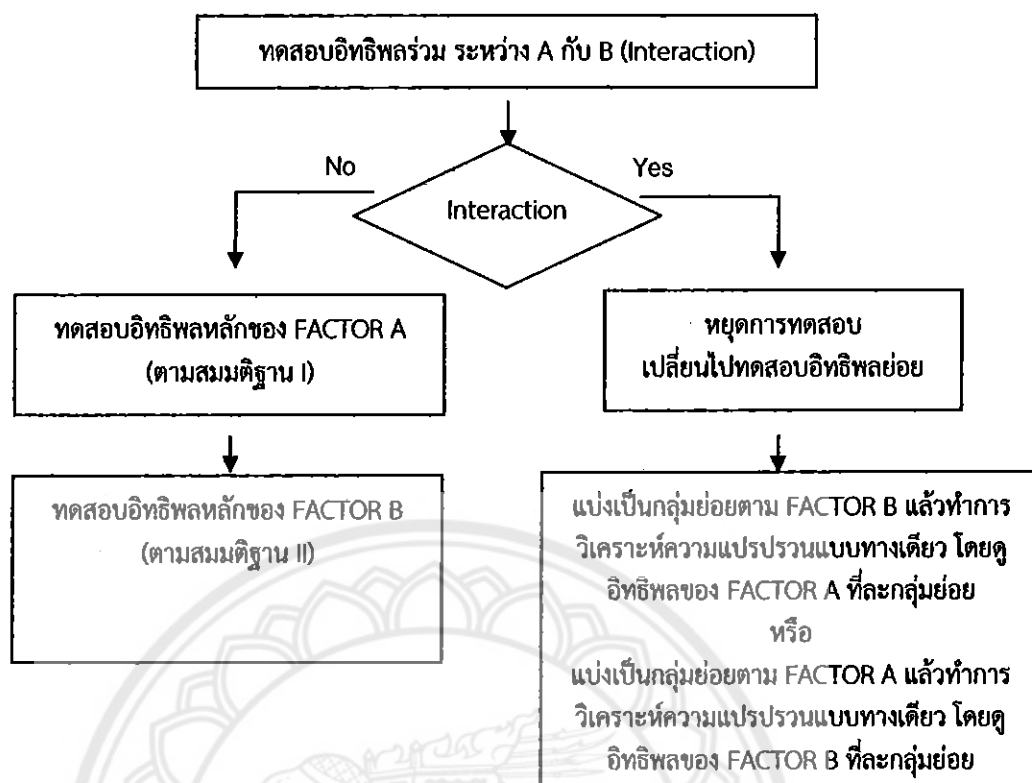 ทดสอบอิทธิพลร่วม ระหว่าง A กับ B (Interaction)
No
Yes
Interaction
ทดสอบอิทธิพลหลักของ FACTOR A
(ตามสมมติฐาน I)
หยุดการทดสอบ
เปลี่ยนไปทดสอบอิทธิพลย่อย
ทดสอบอิทธิพลหลักของ FACTOR B
(ตามสมมติฐาน II)
แบ่งเป็นกลุ่มย่อยตาม FACTOR B แล้วทำการ
วิเคราะห์ความแปรปรวนแบบทางเดียว โดยดู
อิทธิพลของ FACTOR A ที่ละกลุ่มย่อย
หรือ
แบ่งเป็นกลุ่มย่อยตาม FACTOR A แล้วทำการ
วิเคราะห์ความแปรปรวนแบบทางเดียว โดยดู
อิทธิพลของ FACTOR B ที่ละกลุ่มย่อย